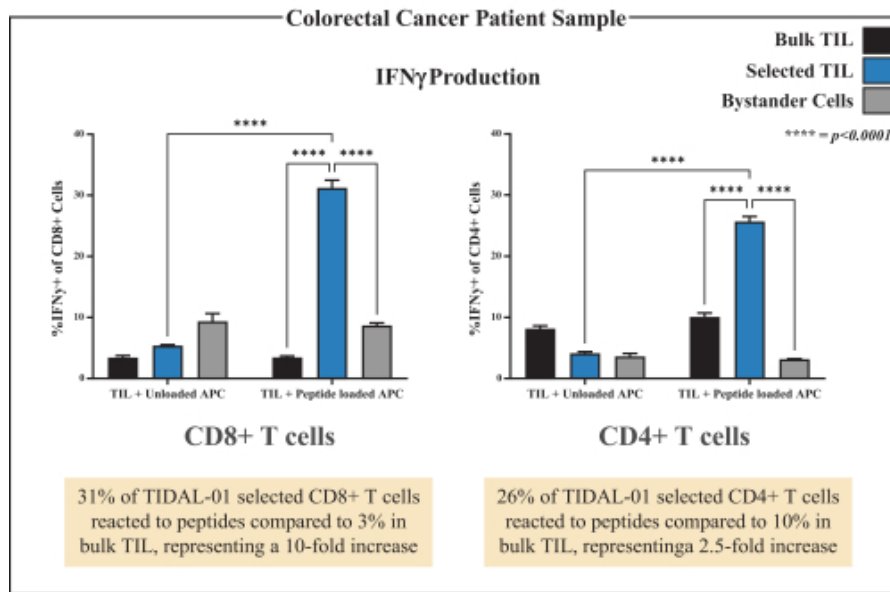 Colorectal Cancer Patient Sample
Bulk TIL
Selected TIL
Bystander Cells
**** = p<0.0001
IFNγ Production
%IFNγ+ of CD8+ Cells
40
30
20
10
0
****
**** ****
TIL + Unloaded APC TIL + Peptide loaded APC
CD8+ T cells
%IFNγ+ of CD4+ Cells
40
30
20
10
0
****
**** ****
TIL + Unloaded APC TIL + Peptide loaded APC
CD4+ T cells
31% of TIDAL-01 selected CD8+ T cells
reacted to peptides compared to 3% in
bulk TIL, representing a 10-fold increase
26% of TIDAL-01 selected CD4+ T cells
reacted to peptides compared to 10% in
bulk TIL, representinga 2.5-fold increase